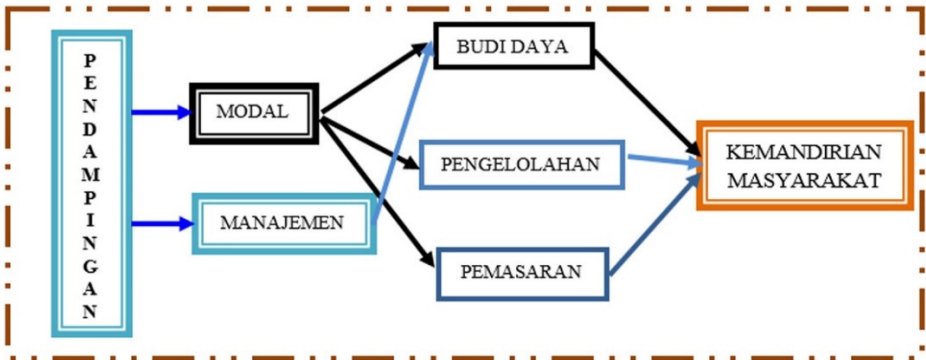 PENDAMPINGAN
MODAL
MANAJEMEN
BUDI DAYA
PENGELOLAHAN
PEMASARAN
KEMANDIRIAN
MASYARAKAT